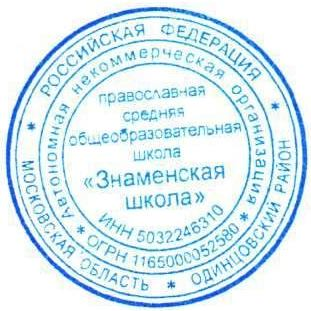 * РОССИЙСКАЯ ФЕДЕРАЦИЯ *
МОСКОВСКАЯ ОБЛАСТЬ * ОДИНЦОВСКИЙ РАЙОН
Автономная некоммерческая организация
* ОГРН 1165000052580 *
православная
средняя
общеобразовательная
школа
«Знаменская
школа»
ИНН 5032246310